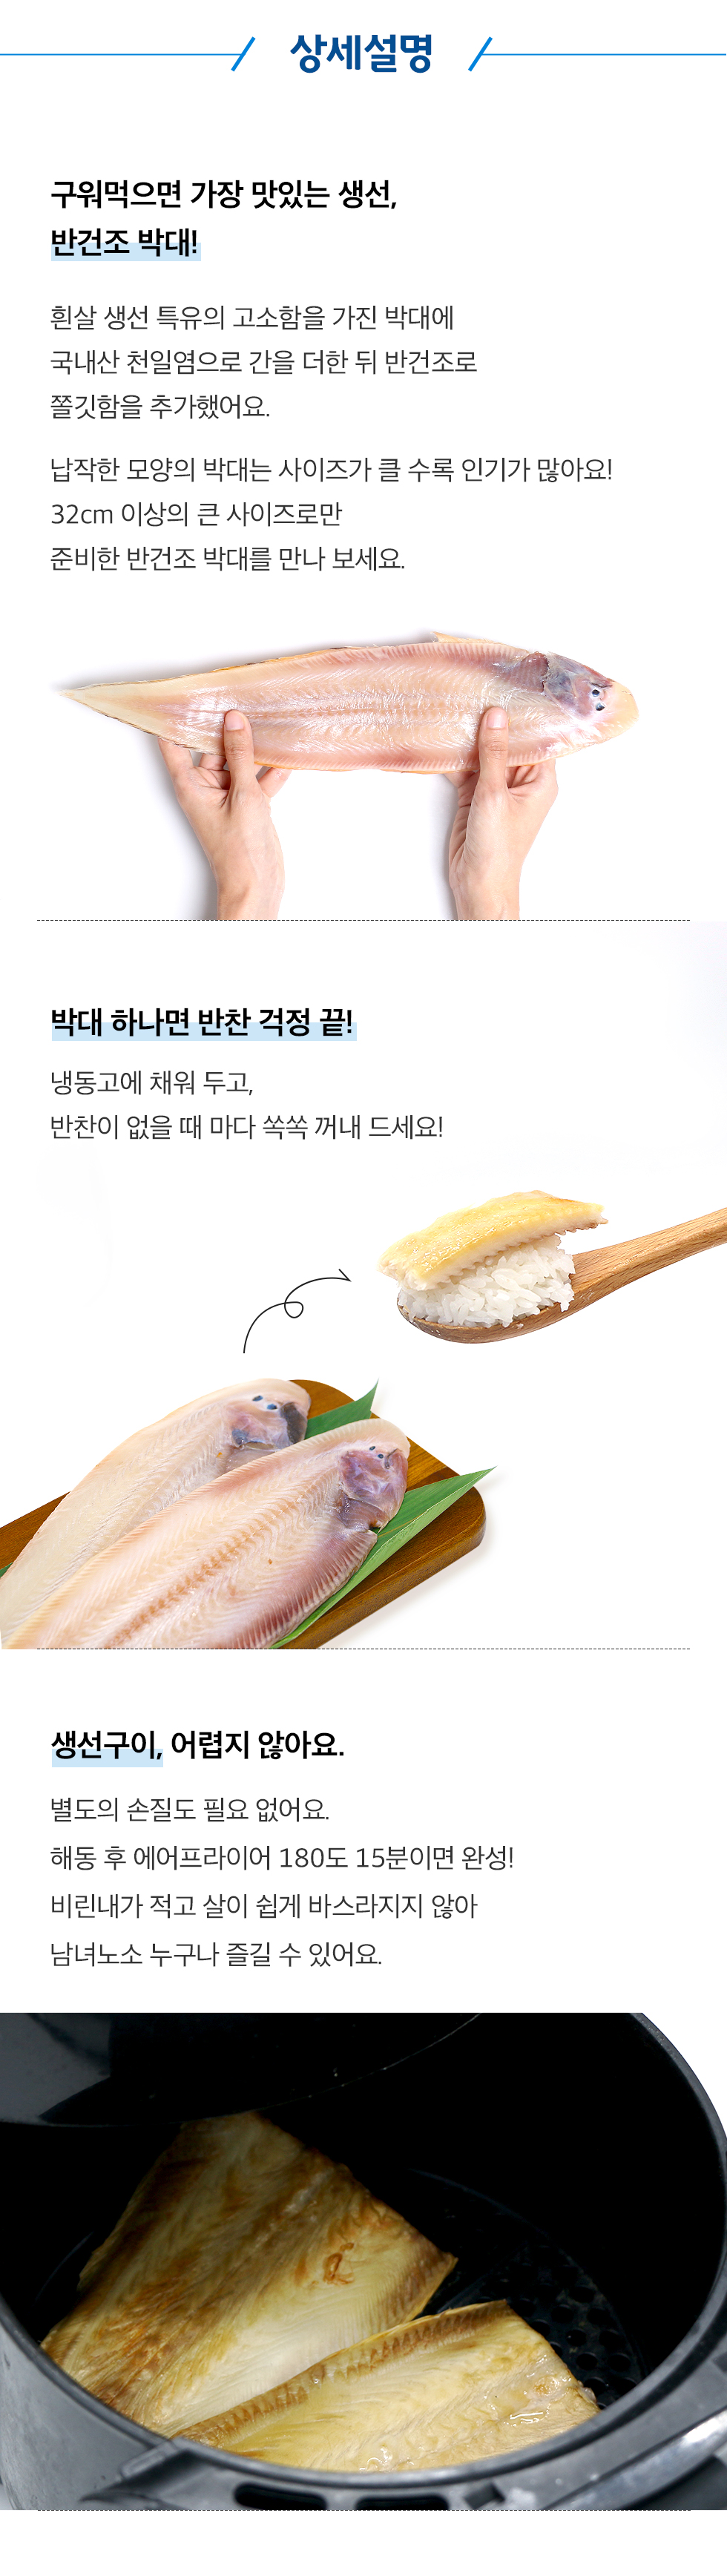 상세설명
구워먹으면 가장 맛있는 생선,
반건조 박대!
흰살 생선 특유의 고소함을 가진 박대에
국내산 천일염으로 간을 더한 뒤 반건조로
쫄깃함을 추가했어요.
납작한 모양의 박대는 사이즈가 클 수록 인기가 많아요!
32cm 이상의 큰 사이즈로만
준비한 반건조 박대를 만나 보세요.
박대 하나면 반찬 걱정 끝!
냉동고에 채워 두고,
반찬이 없을 때 마다 쏙쏙 꺼내 드세요!
생선구이, 어렵지 않아요.
별도의 손질도 필요 없어요.
해동 후 에어프라이어 180도 15분이면 완성!
비린내가 적고 살이 쉽게 바스라지지 않아
남녀노소 누구나 즐길 수 있어요.